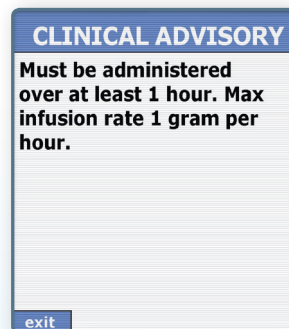 CLINICAL ADVISORY
Must be administered
over at least 1 hour. Max
infusion rate 1 gram per
hour.
exit